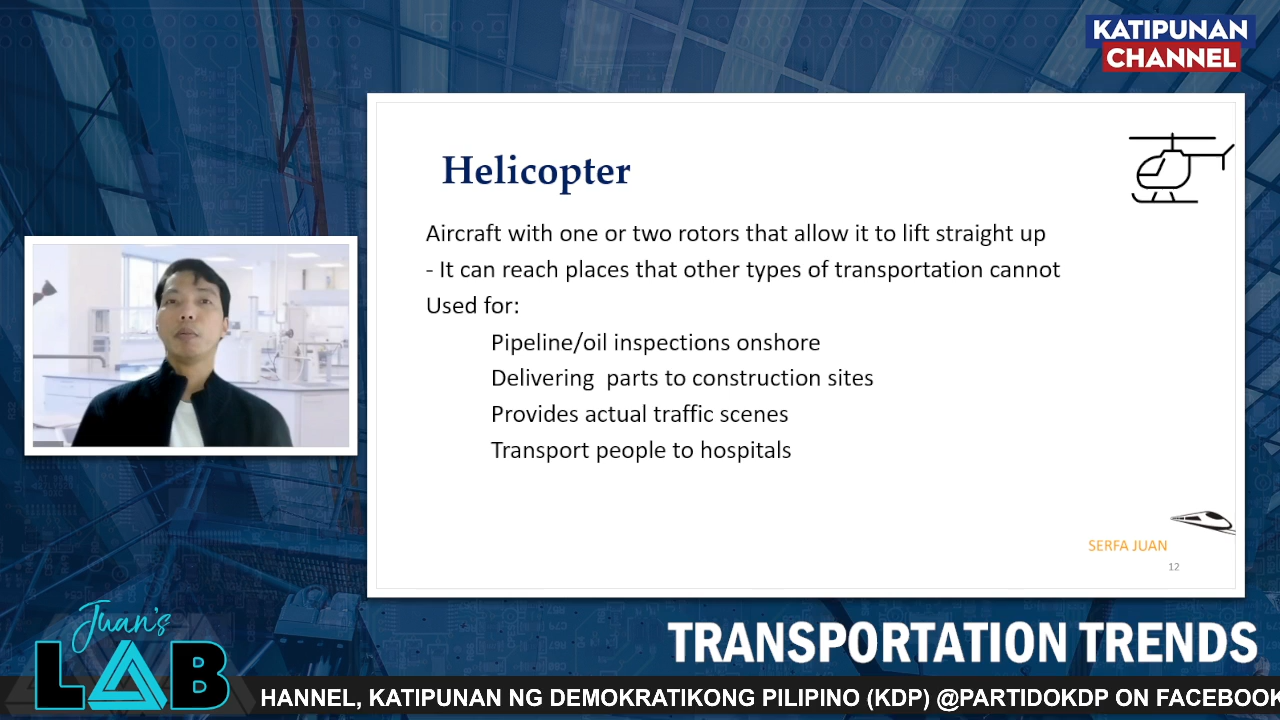 KATIPUNAN
CHANNEL
Helicopter
Aircraft with one or two rotors that allow it to lift straight up
- It can reach places that other types of transportation cannot
Used for:
Pipeline/oil inspections onshore
Delivering  parts to construction sites
Provides actual traffic scenes
Transport people to hospitals
SERFA JUAN
12
Juan's
LAB
TRANSPORTATION TRENDS
HANNEL, KATIPUNAN NG DEMOKRATIKONG PILIPINO (KDP) @PARTIDOKDP ON FACEBOOK